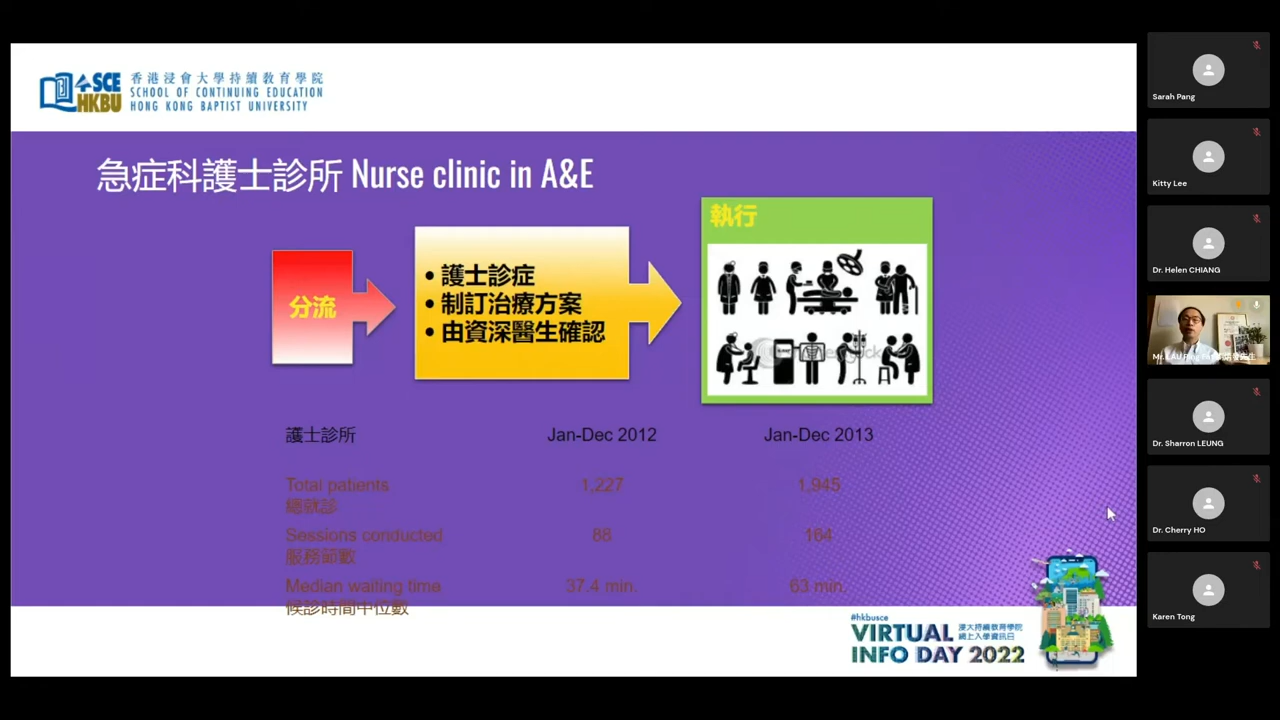 香港浸會大學持續教育學院
SCE SCHOOL OF CONTINUING EDUCATION
HKBU HONG KONG BAPTIST UNIVERSITY
急症科護士診所 Nurse clinic in A&E
分流
• 護士診症
• 制訂治療方案
• 由資深醫生確認
執行
護士診所 Jan-Dec 2012 Jan-Dec 2013
Total patients 1,227 1,945
總就診
Sessions conducted 88 164
服務節數
Median waiting time 37.4 min. 63 min.
候診時間中位數
#hkbusce
VIRTUAL 浸大持續教育學院
網上入學資訊日
INFO DAY 2022
Sarah Pang
Kitty Lee
Dr. Helen CHIANG
Mr. LAU
Dr. Sharron LEUNG
Dr. Cherry HO
Karen Tong